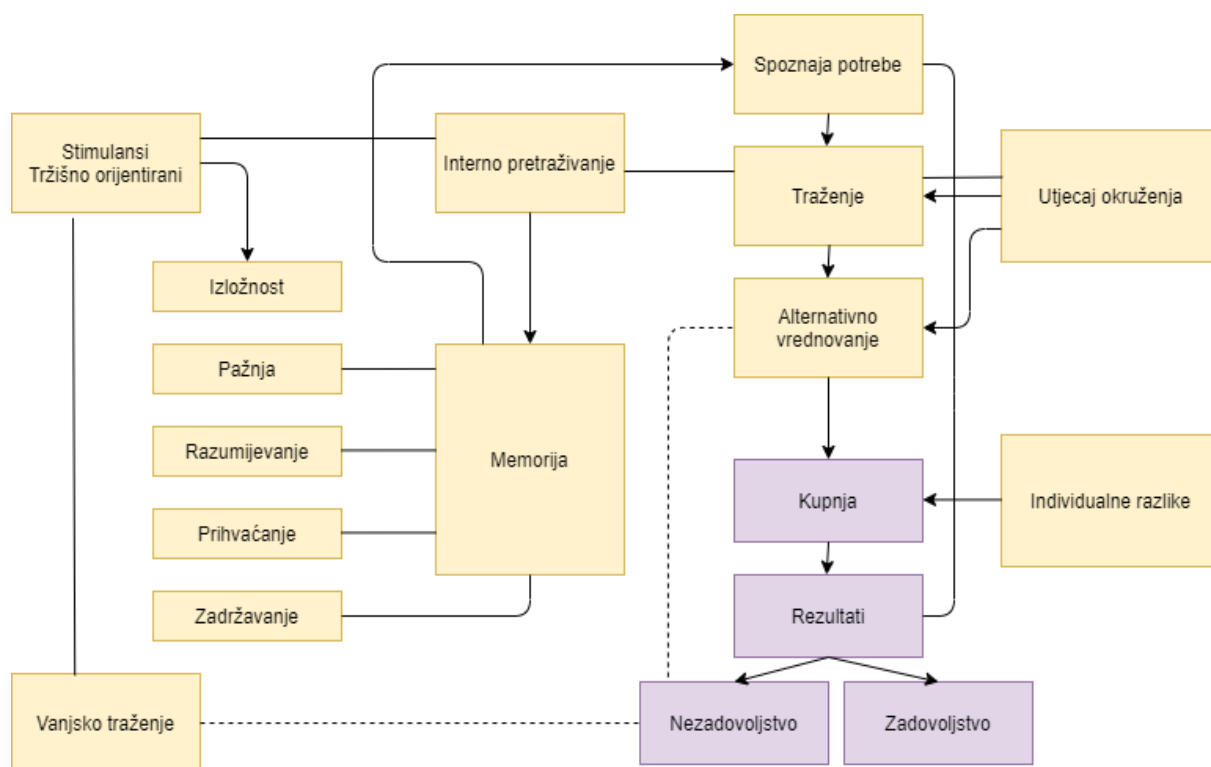 Spoznaja potrebe
Stimulansi
Tržišno orijentirani
Interno pretraživanje
Traženje
Utjecaj okruženja
Izložnost
Alternativno
vrednovanje
Pažnja
Razumijevanje
Memorija
Kupnja
Individualne razlike
Prihvaćanje
Zadržavanje
Rezultati
Vanjsko traženje
Nezadovoljstvo
Zadovoljstvo